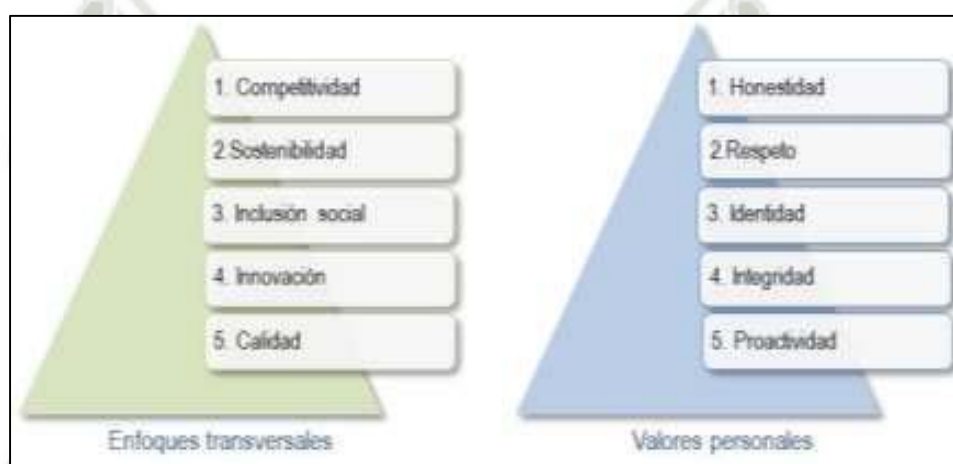 1. Competitividad
2.Sostenibilidad
3. Inclusión social
4. Innovación
5. Calidad
Enfoques transversales
1. Honestidad
2.Respeto
3. Identidad
4. Integridad
5. Proactividad
Valores personales